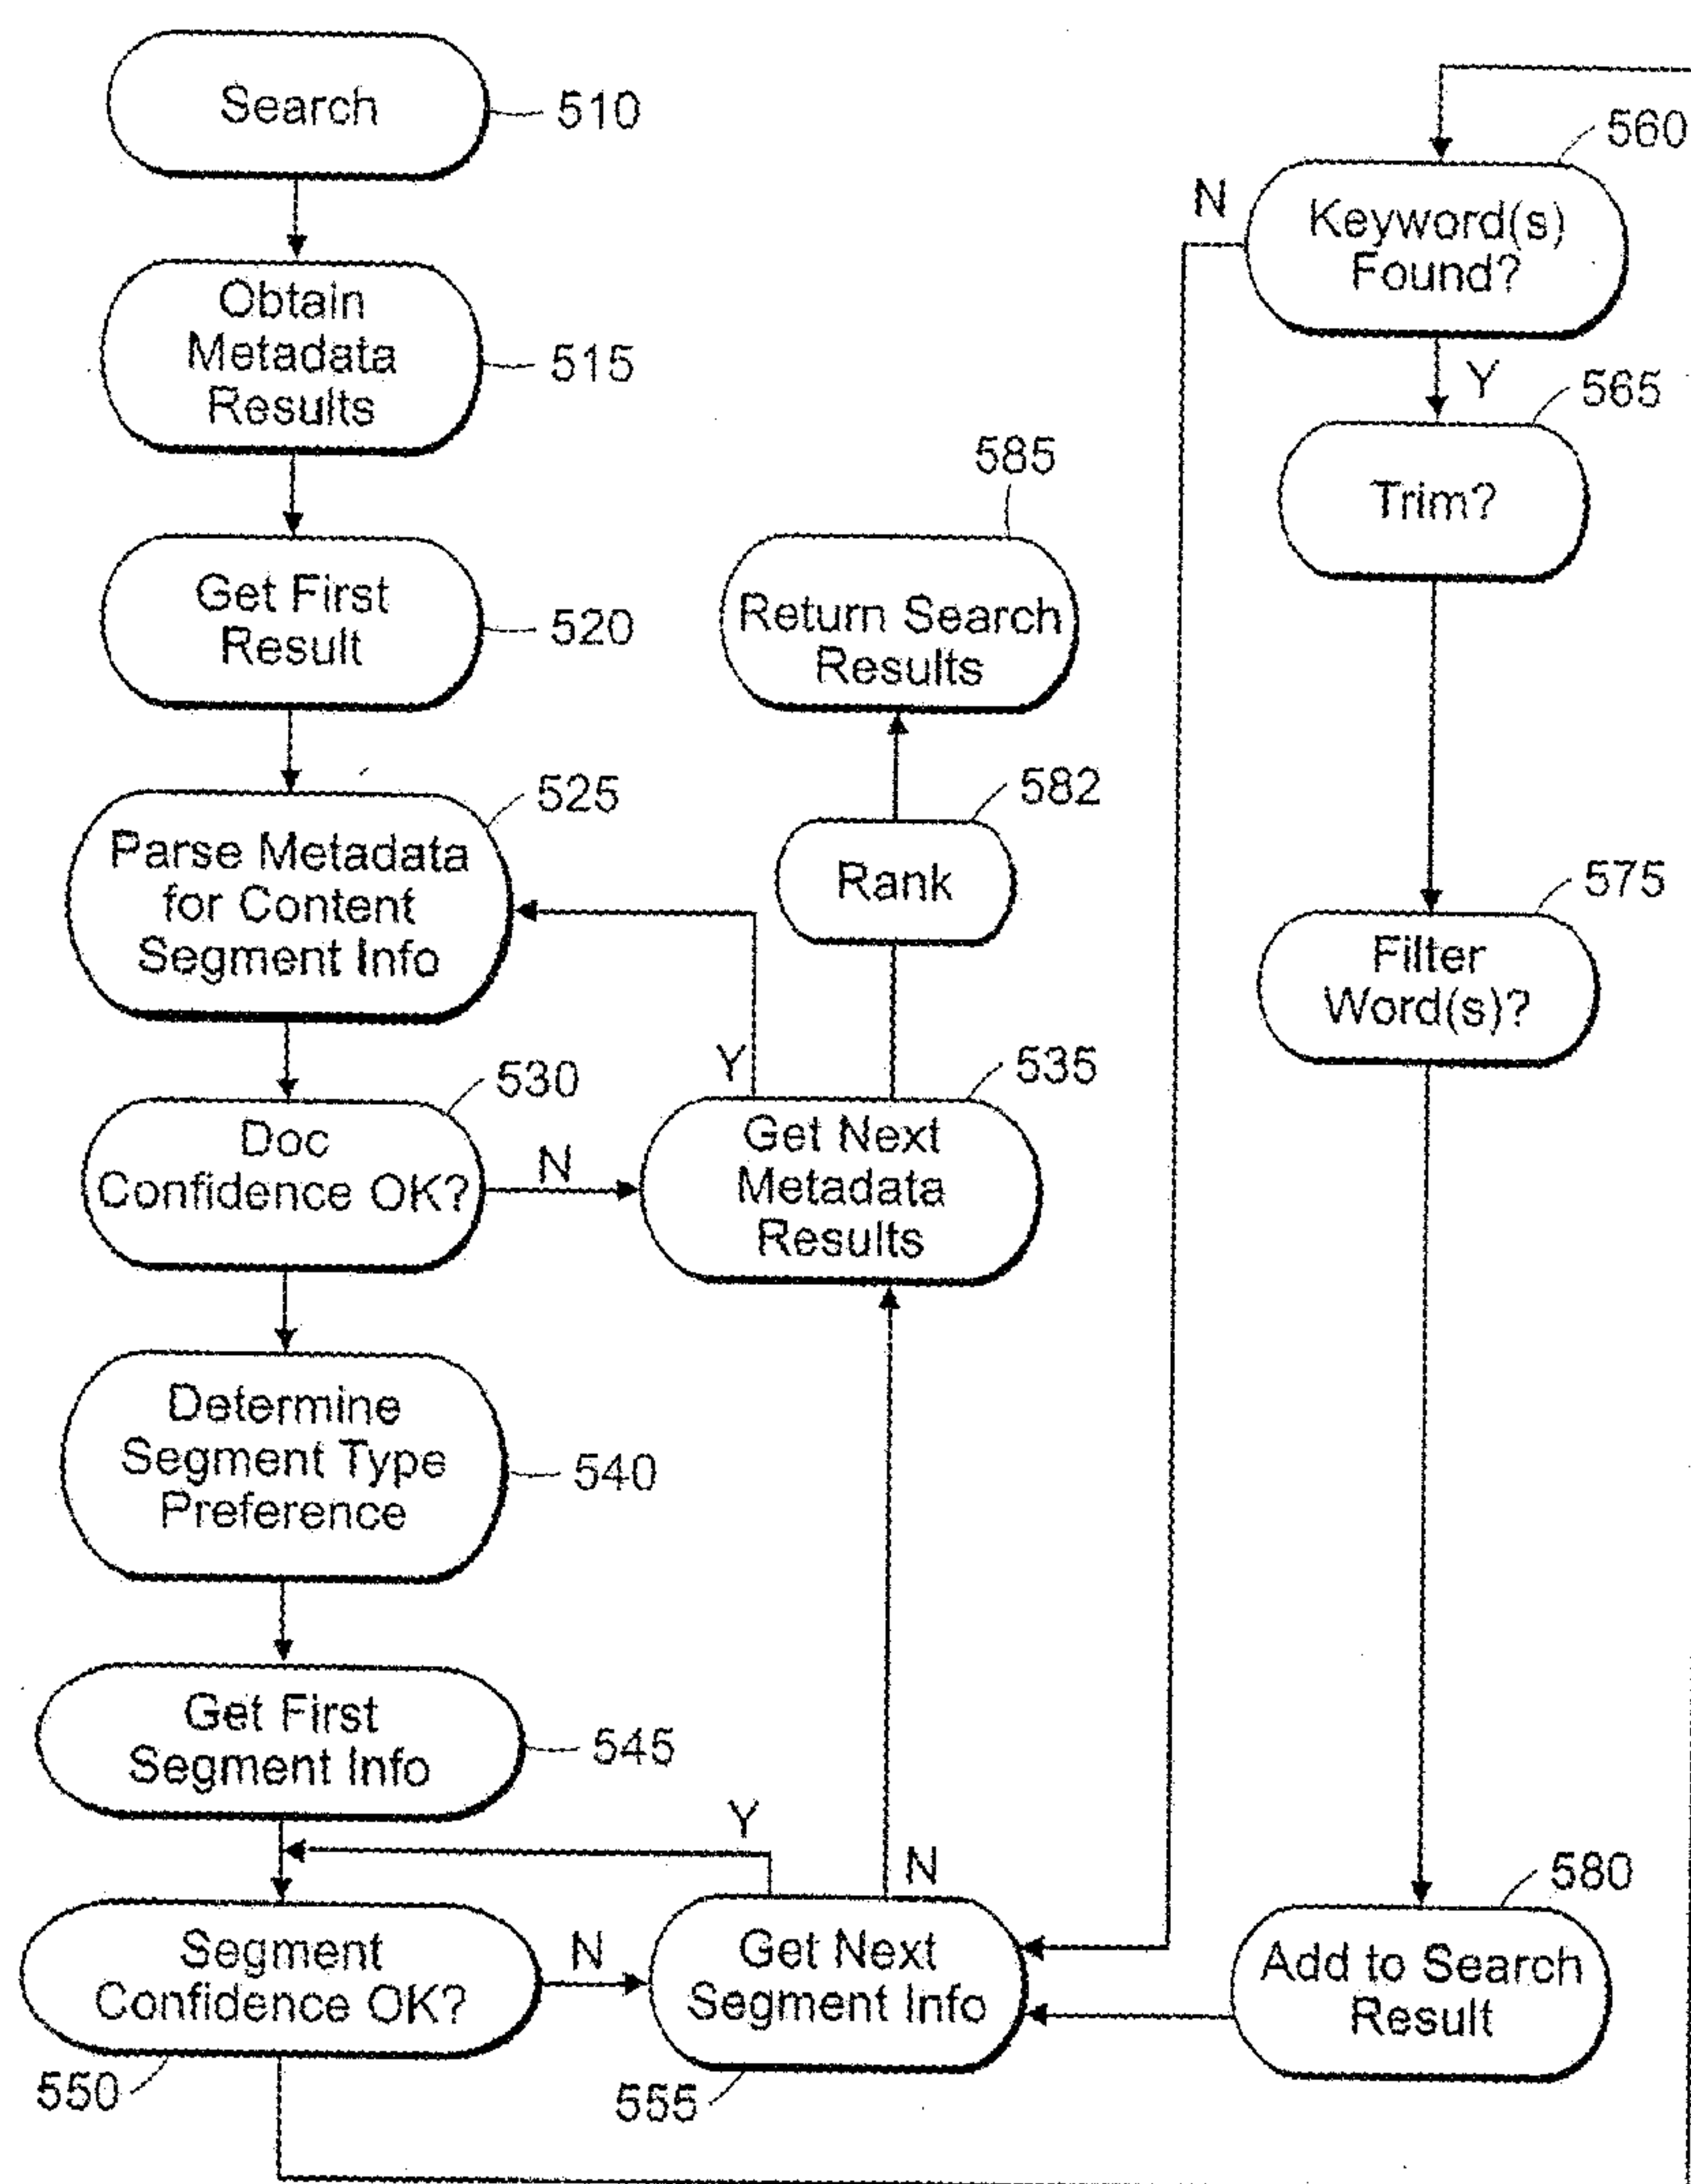 Search
510
Obtain
Metadata
Results
515
Get First
Result
520
Parse Metadata
for Content
Segment Info
525
Doc
Confidence OK?
530
N
Determine
Segment Type
Preference
540
Get First
Segment Info
545
Segment
Confidence OK?
550
N
585
Return Search
Results
582
Rank
Y
535
Get Next
Metadata
Results
Y
N
Get Next
Segment Info
555
560
N
Keyword(s)
Found?
Y
565
Trim?
575
Filter
Word(s)?
580
Add to Search
Result